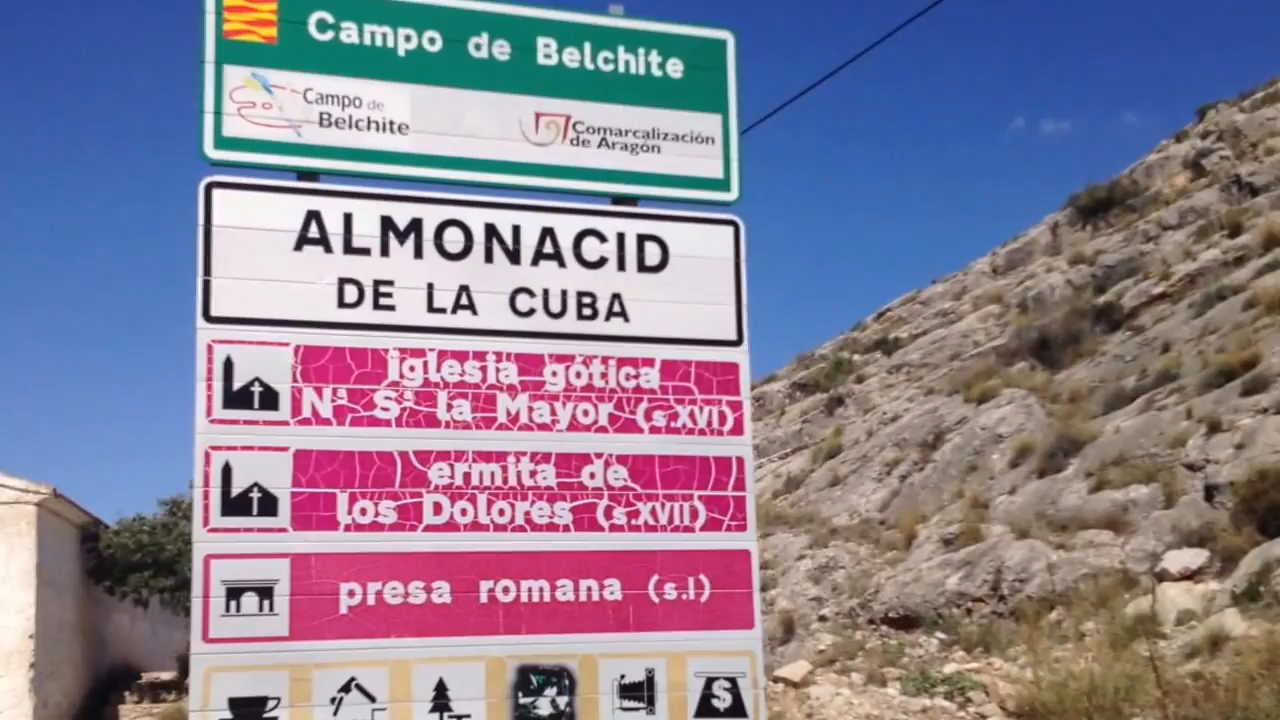 Campo de Belchite
Campo de
Belchite
Comarcalización
de Aragón
ALMONACID
DE LA CUBA
iglesia gótica
Nª Sª la Mayor (s.XVI)
ermita de
los Dolores (s.XVII)
presa romana (s.I)
$